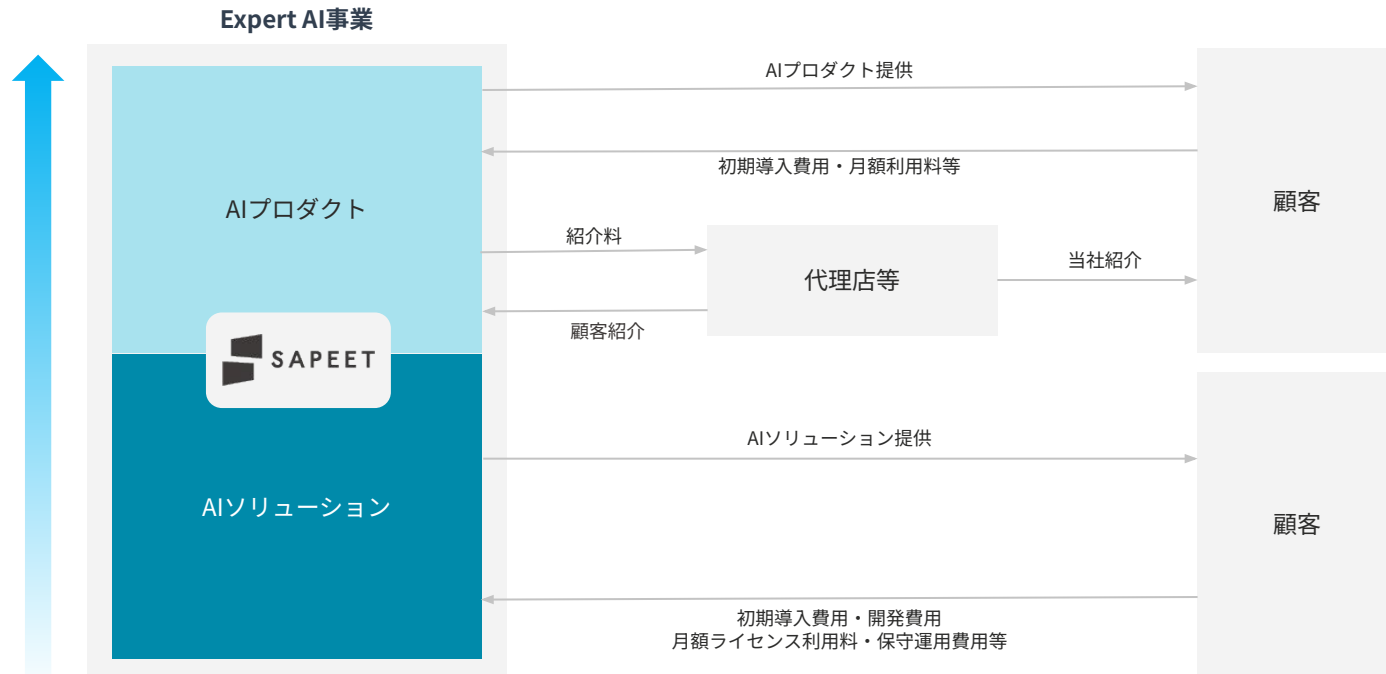 Expert AI事業
AIプロダクト提供
初期導入費用・月額利用料等
AIプロダクト
顧客
紹介料
代理店等
当社紹介
顧客紹介
SAPEET
AIソリューション提供
AIソリューション
顧客
初期導入費用・開発費用
月額ライセンス利用料・保守運用費用等